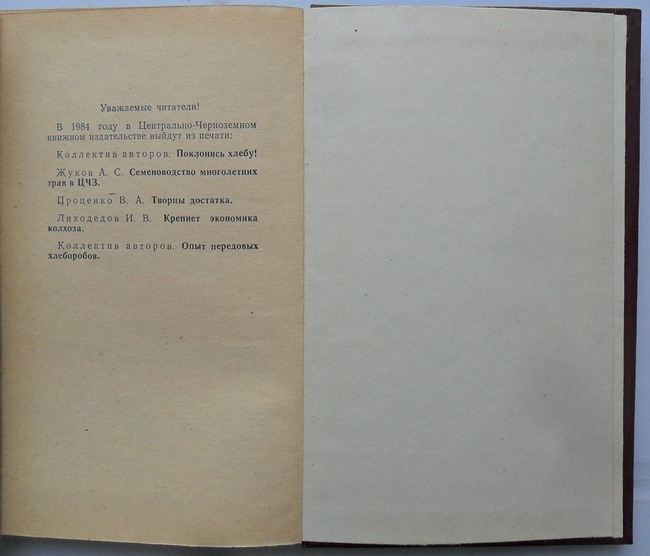 Уважаемые читатели!
В 1984 году в Центрально-Черноземном
книжном издательстве выйдут из печати:
Коллектив авторов. Поклонись хлебу!
Жуков А. С. Семеноводство многолетних
трав в ЦЧЗ.
Проценко В. А. Творцы достатка.
Лиходедов И. В. Крепнет экономика
колхоза.
Коллектив авторов. Опыт передовых
хлеборобов.